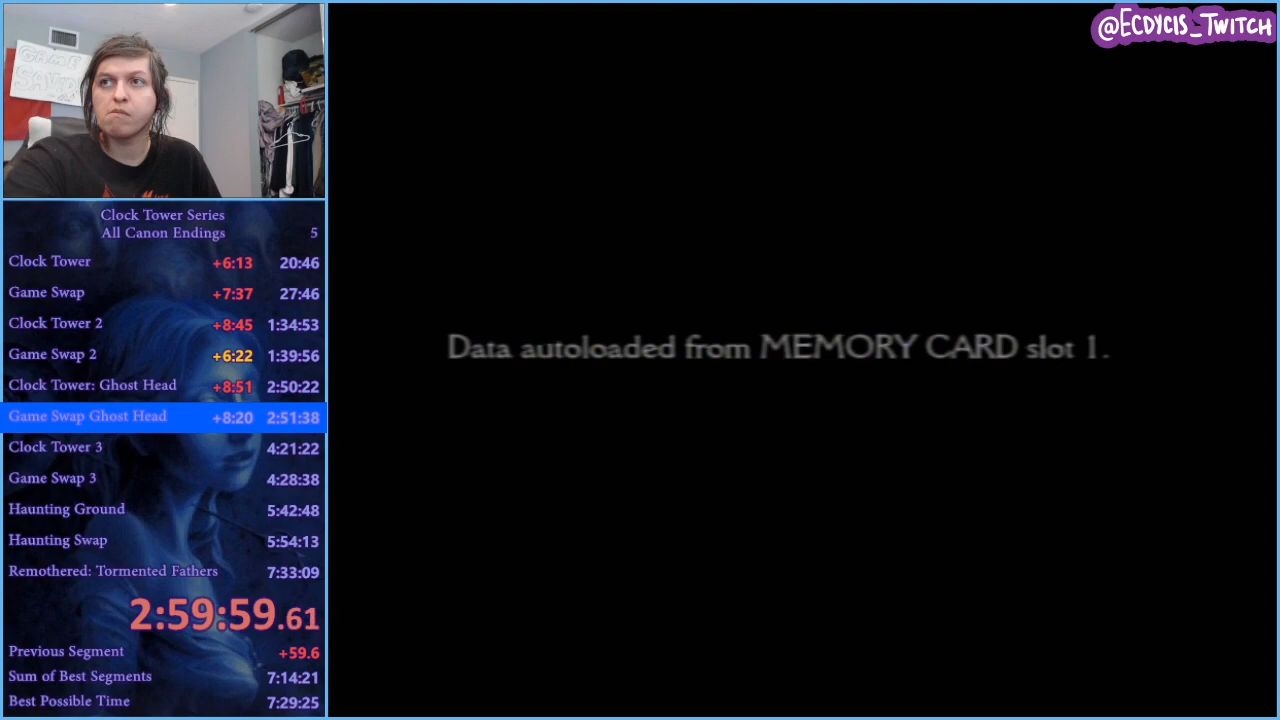 @ECDYCIS_TWITCH
GAME
Clock Tower Series
All Canon Endings 5
Clock Tower +6:13 20:46
Game Swap +7:37 27:46
Clock Tower 2 +8:45 1:34:53
Game Swap 2 +6:22 1:39:56
Clock Tower: Ghost Head +8:51 2:50:22
Game Swap Ghost Head +8:20 2:51:38
Clock Tower 3 4:21:22
Game Swap 3 4:28:38
Haunting Ground 5:42:48
Haunting Swap 5:54:13
Remothered: Tormented Fathers 7:33:09
2:59:59.61
Previous Segment +59.6
Sum of Best Segments 7:14:21
Best Possible Time 7:29:25
Data autoloaded from MEMORY CARD slot 1.